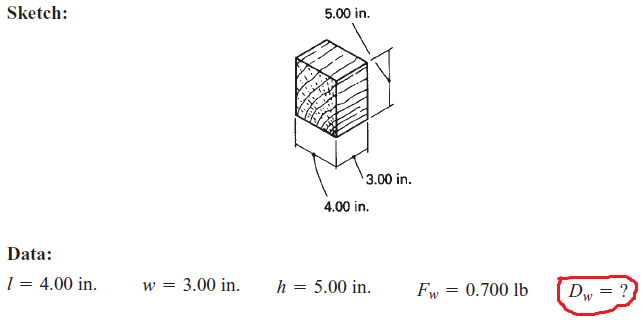 Sketch:
5.00 in.
3.00 in.
4.00 in.
Data:
l = 4.00 in. w = 3.00 in. h = 5.00 in. F_w = 0.700 lb D_w = ?